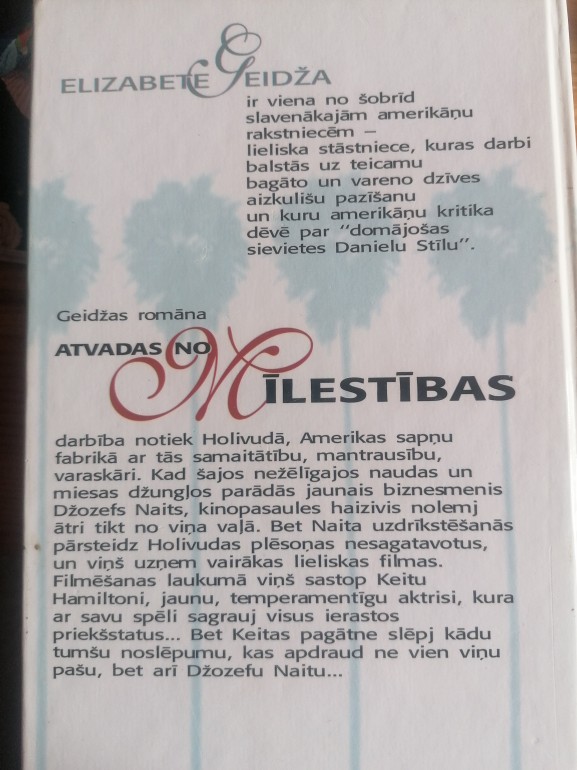 ELIZABETE GEIDŽA
ir viena no šobrīd
slavenākajām amerikāņu
rakstniecēm –
lieliska stāstniece, kuras darbi
balstās uz teicamu
bagāto un vareno dzīves
aizkulišu pazīšanu
un kuru amerikāņu kritika
dēvē par "domājošas
sievietes Danielu Stīlu".
Geidžas romāna
ATVADAS NO
MĪLESTĪBAS
darbība notiek Holivudā, Amerikas sapņu
fabrikā ar tās samaitātību, mantrausību,
varaskāri. Kad šajos nežēlīgajos naudas un
miesas džungļos parādās jaunais biznesmenis
Džozefs Naits, kinopasaules haizivis nolemj
ātri tikt no viņa vaļā. Bet Naita uzdrīkstēšanās
pārsteidz Holivudas plēsoņas nesagatavotus,
un viņš uzņem vairākas lieliskas filmas.
Filmēšanas laukumā viņš sastop Keitu
Hamiltoni, jaunu, temperamentīgu aktrisi, kura
ar savu spēli sagrauj visus ierastos
priekšstatus... Bet Keitas pagātne slēpj kādu
tumšu noslēpumu, kas apdraud ne vien viņu
pašu, bet arī Džozefu Naitu...